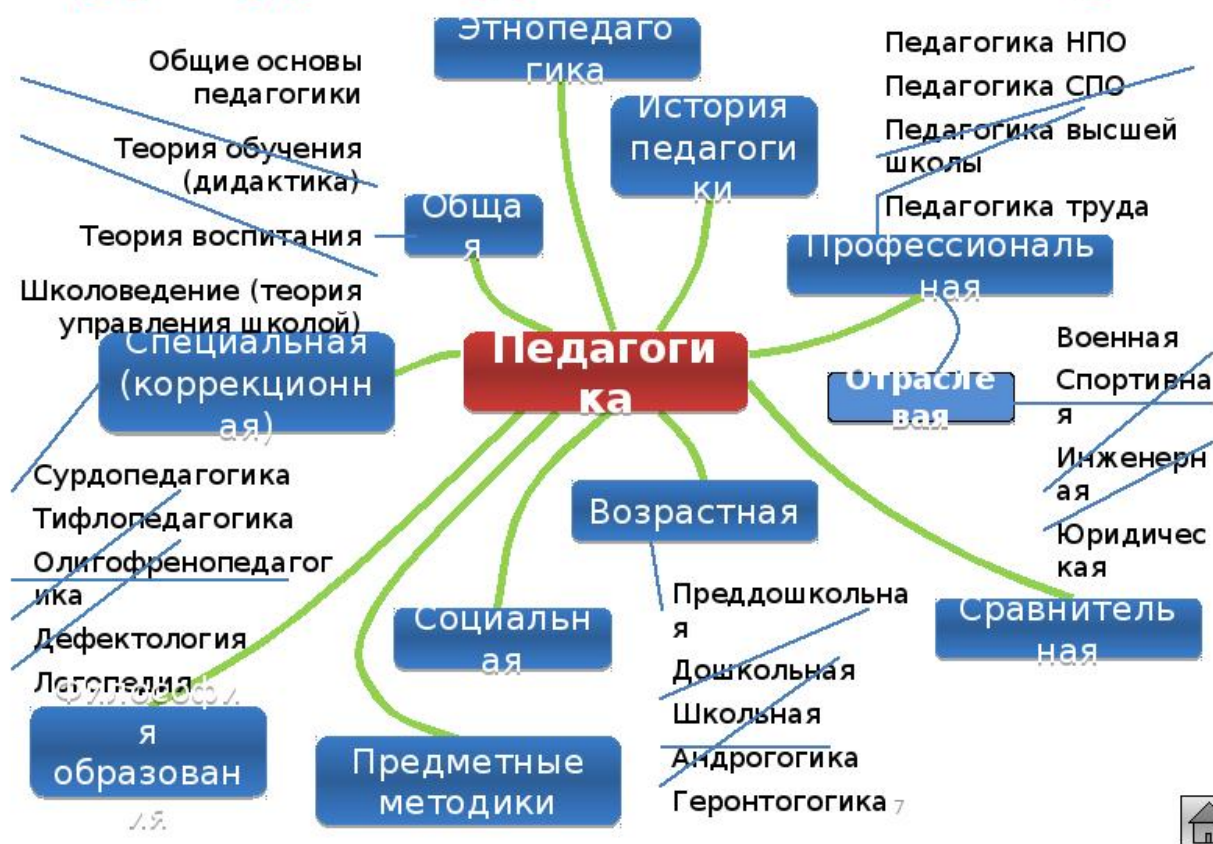 Этнопедаго
гика
История
педагоги
ки
Общие основы
педагогики
Теория обучения
(дидактика)
Теория воспитания
Школоведение (теория
управления школой)
Обща
я
Педагогика НПО
Педагогика СПО
Педагогика высшей
школы
Педагогика труда
Профессиональ
ная
Педагоги
ка
Специальная
(коррекционн
ая)
Отрасле
вая
Военная
Спортивна
я
Инженерн
ая
Юридичес
кая
Сурдопедагогика
Тифлопедагогика
Олигофренопедагог
ика
Дефектология
Логопедия
Возрастная
Преддошкольна
я
Дошкольная
Школьная
Андрогогика
Геронтогогика
Социальн
ая
Сравнитель
ная
Философи
я
образован
ия
Предметные
методики
7